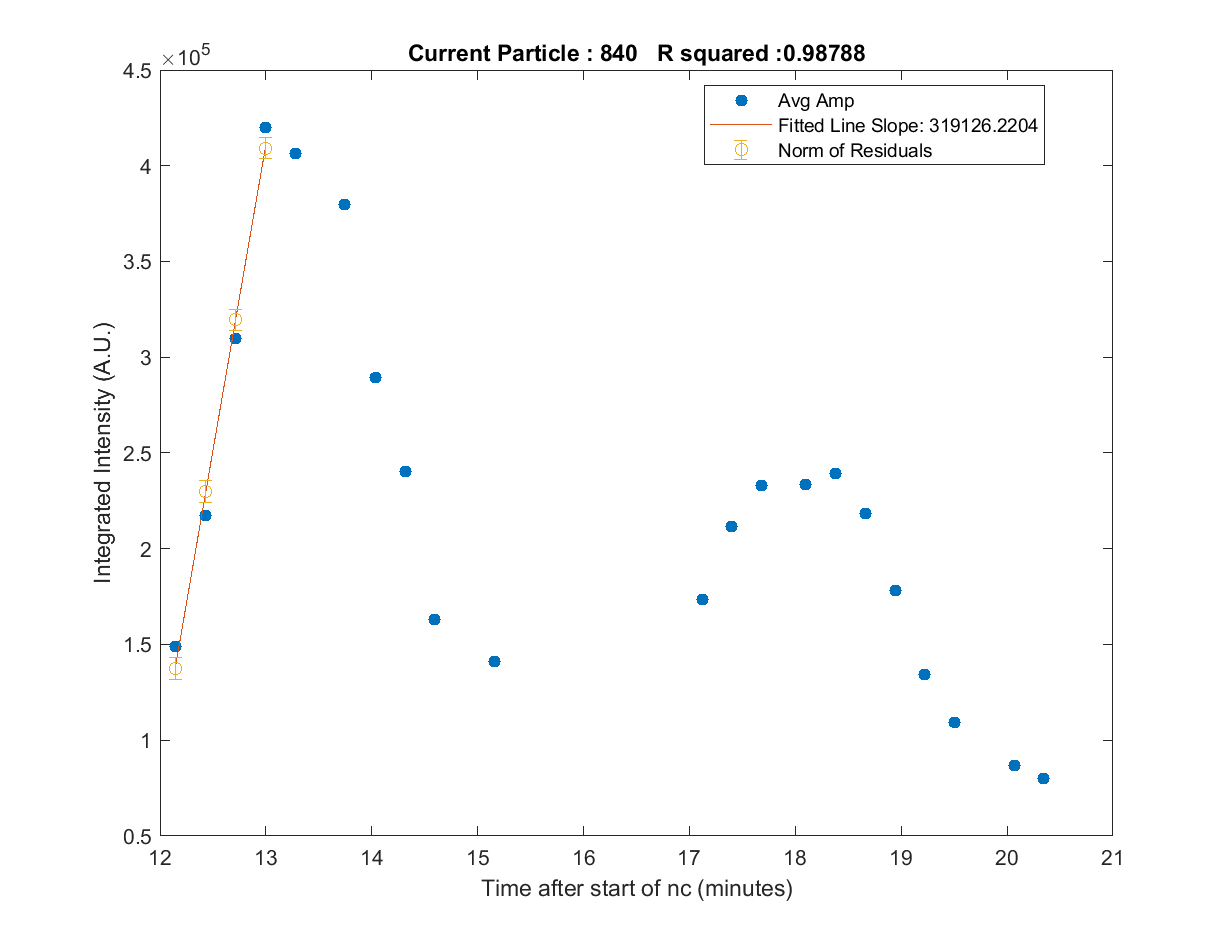 ×10^5
Current Particle : 840 R squared :0.98788
4.5
4
3.5
3
2.5
2
1.5
1
0.5
12 13 14 15 16 17 18 19 20 21
Integrated Intensity (A.U.)
Time after start of nc (minutes)
Avg Amp
Fitted Line Slope: 319126.2204
Norm of Residuals